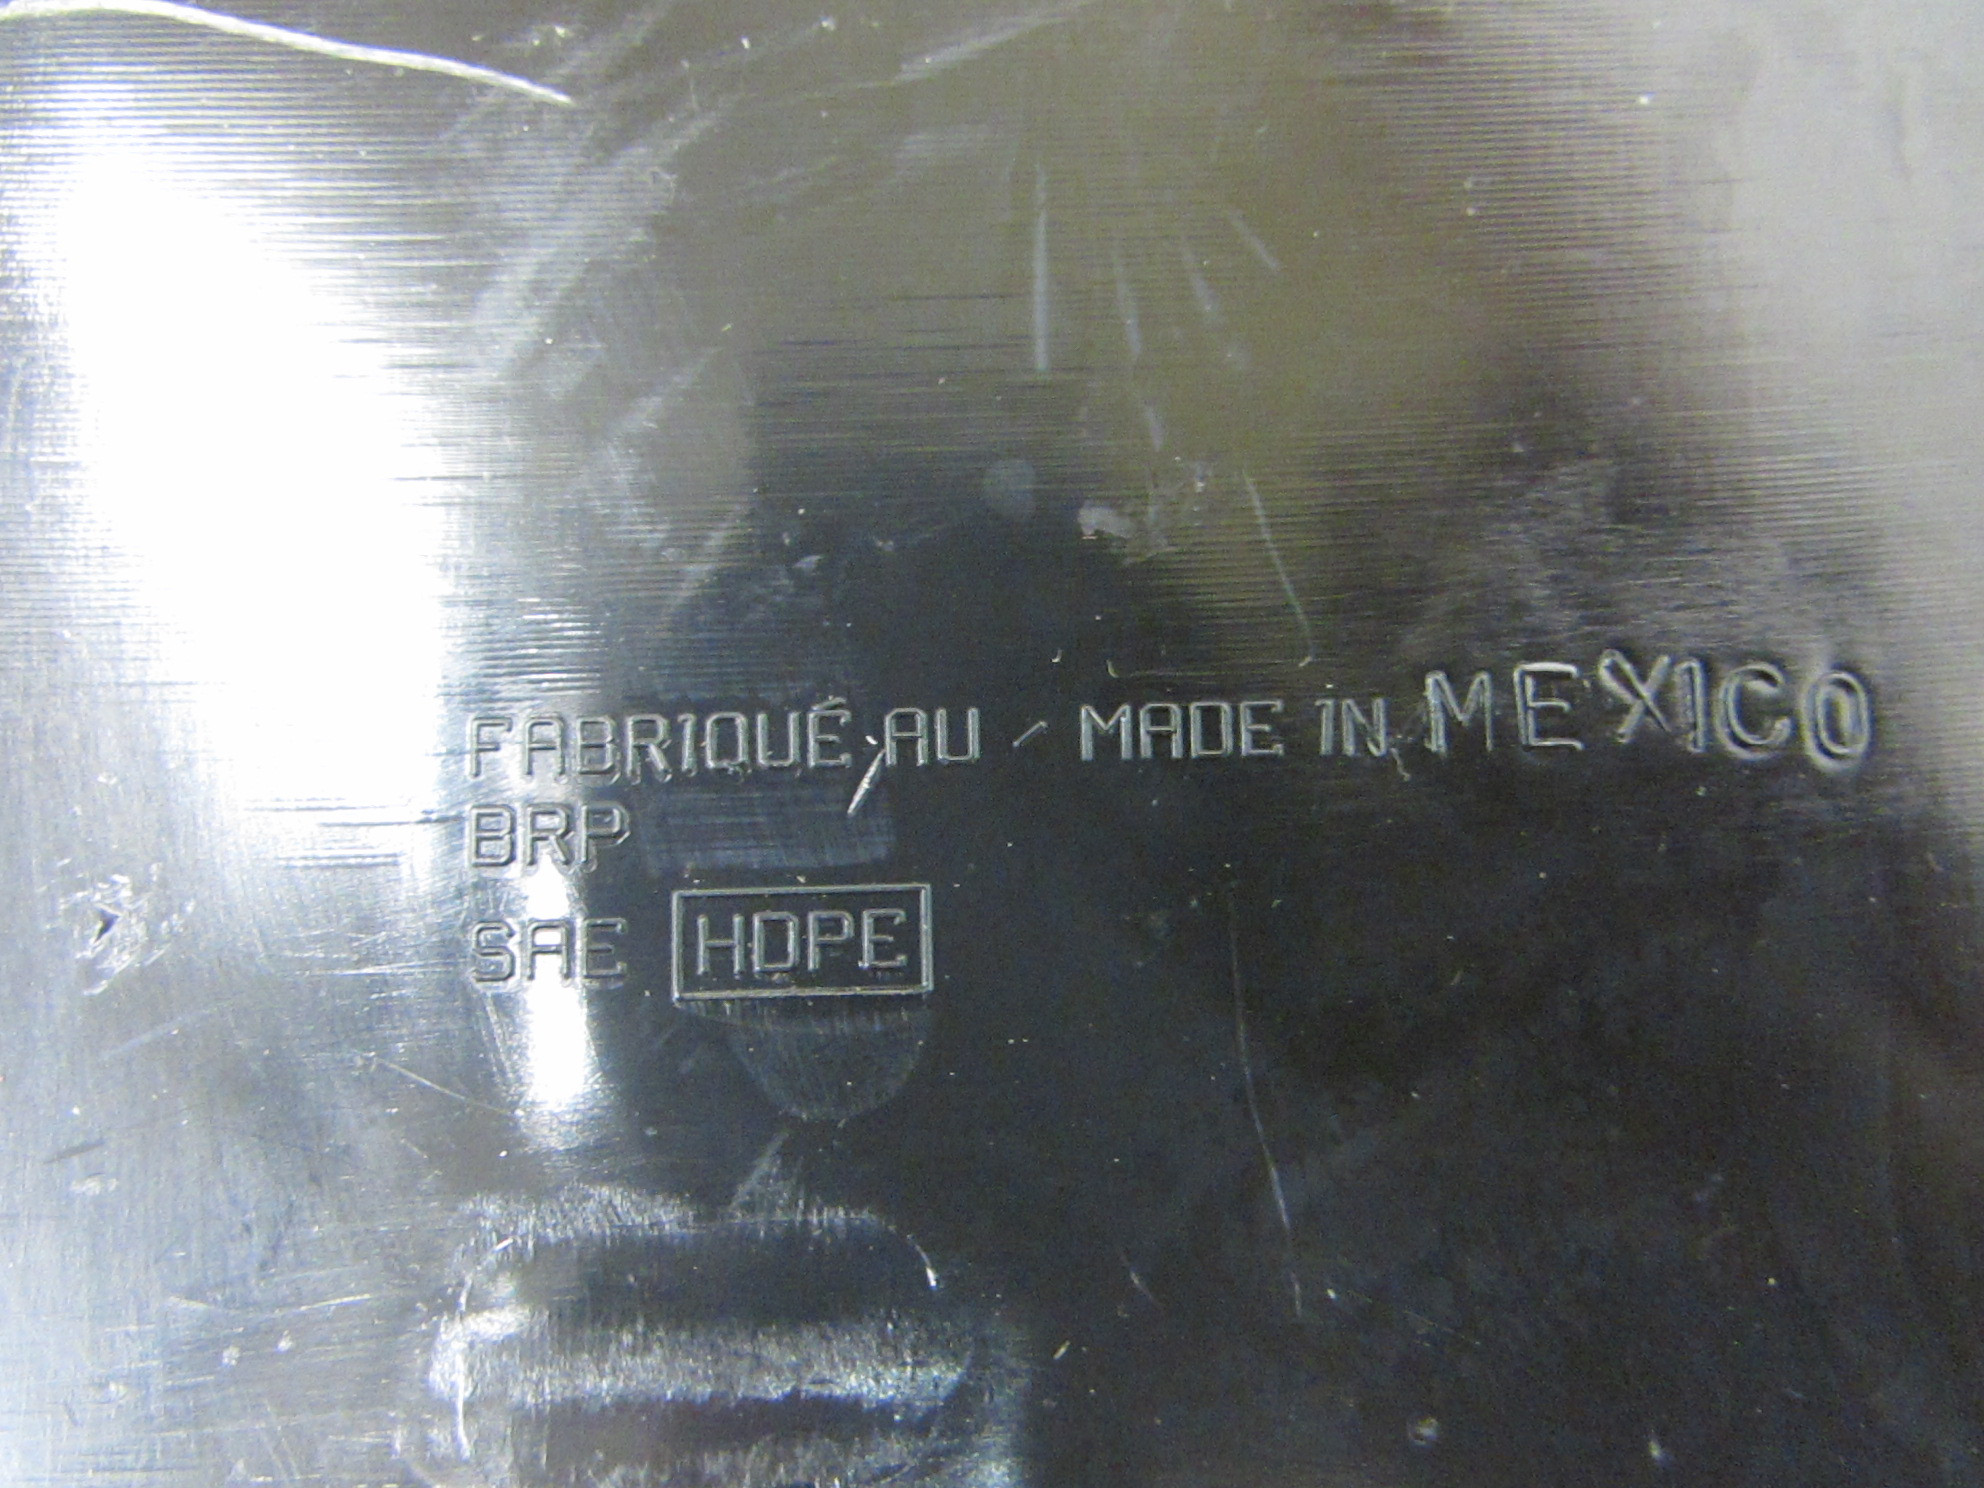 FABRIQUÉ AU / MADE IN MEXICO
BRP
SAE HDPE